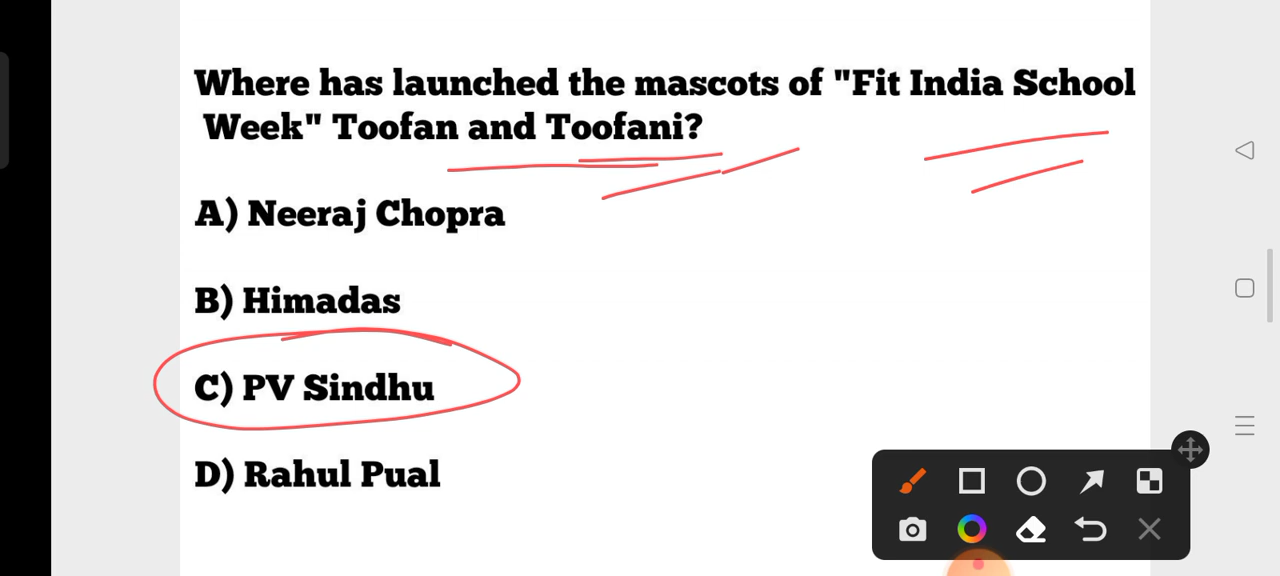 Where has launched the mascots of "Fit India School
Week" Toofan and Toofani?
A) Neeraj Chopra
B) Himadas
C) PV Sindhu
D) Rahul Pual